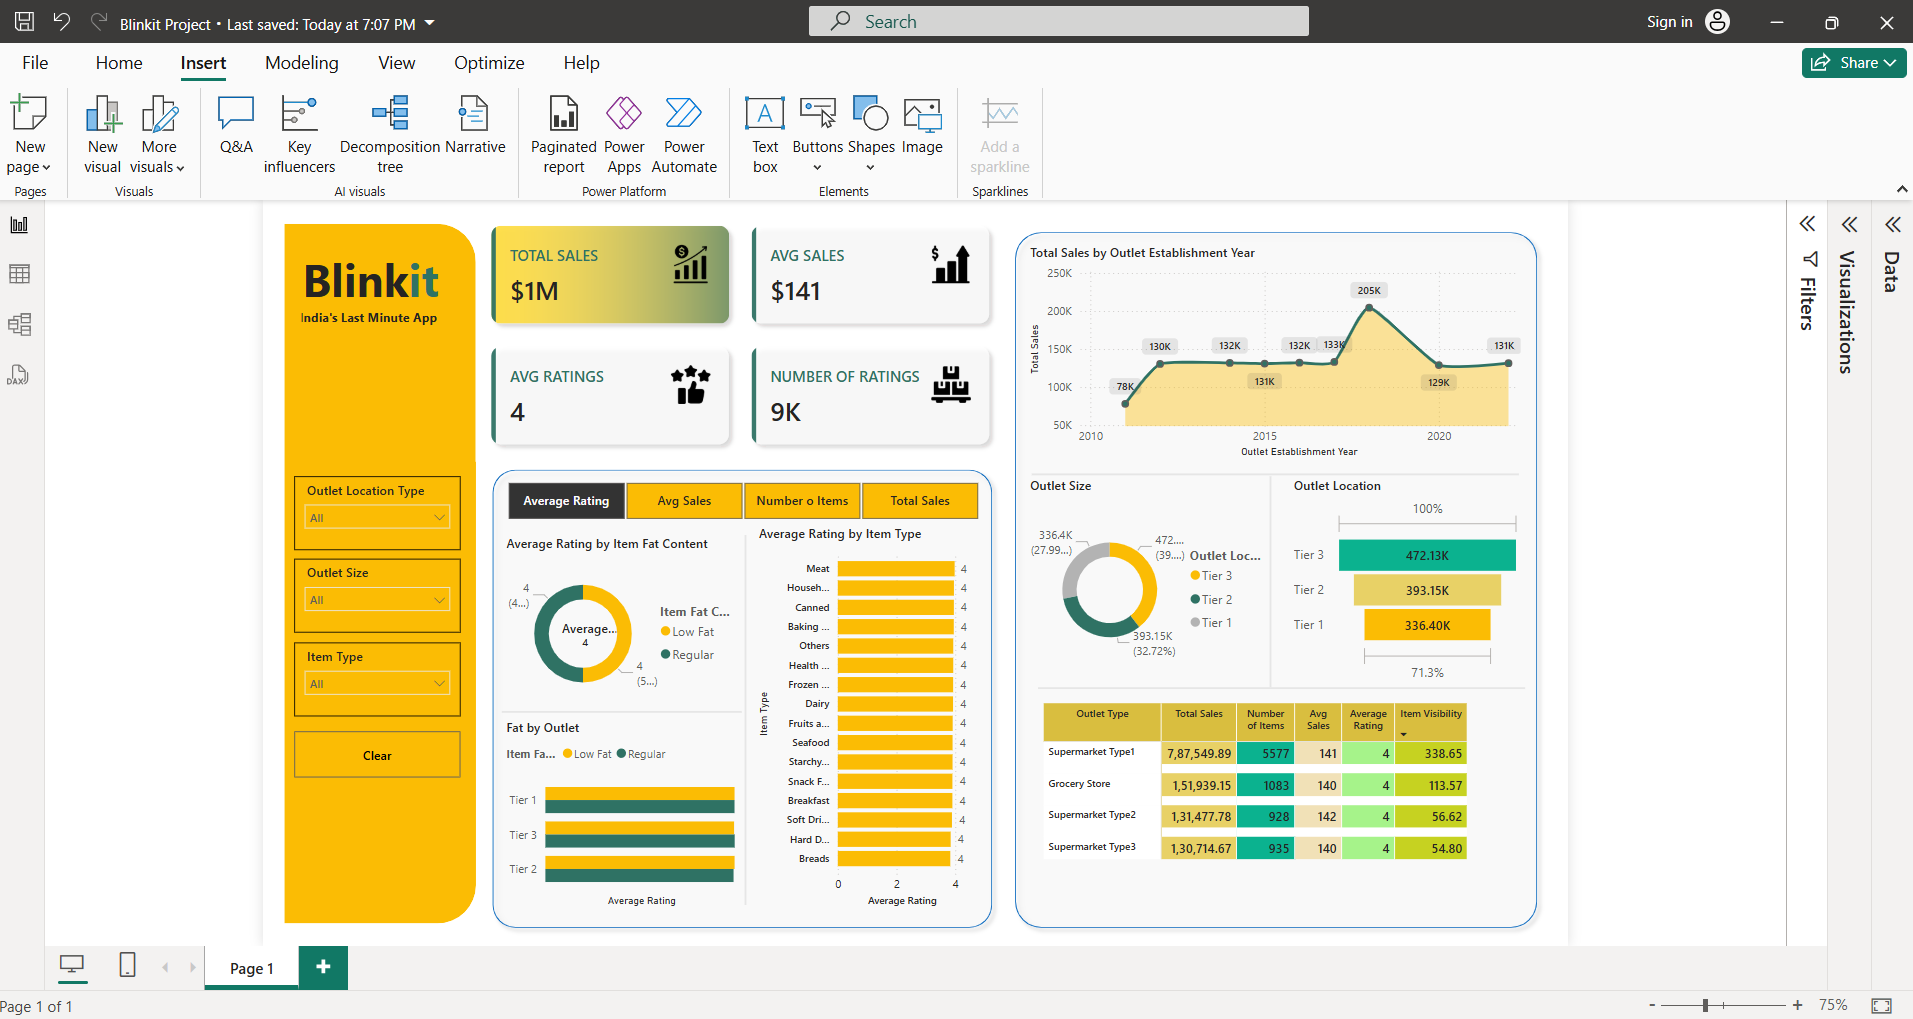 Blinkit Project • Last saved: Today at 7:07 PM
Search
Sign in
File Home Insert Modeling View Optimize Help
Share
New page
Pages
New visual
More visuals
Visuals
Q&A
Key influencers
Decomposition tree
Narrative
AI visuals
Paginated report
Power Apps
Power Automate
Power Platform
Text box
Buttons
Shapes
Image
Elements
Add a sparkline
Sparklines
DAX
Blinkit
India's Last Minute App
Outlet Location Type
All
Outlet Size
All
Item Type
All
Clear
TOTAL SALES
$1M
AVG SALES
$141
AVG RATINGS
4
NUMBER OF RATINGS
9K
Average Rating
Avg Sales
Number o Items
Total Sales
Average Rating by Item Fat Content
4
(4...)
Average...
4
4
(5...)
Item Fat C...
Low Fat
Regular
Fat by Outlet
Item Fa... Low Fat Regular
Tier 1
Tier 3
Tier 2
Average Rating
Average Rating by Item Type
Item Type
Meat 4
Househ... 4
Canned 4
Baking ... 4
Others 4
Health ... 4
Frozen ... 4
Dairy 4
Fruits a... 4
Seafood 4
Starchy... 4
Snack F... 4
Breakfast 4
Soft Dri... 4
Hard D... 4
Breads 4
0 2 4
Average Rating
Total Sales by Outlet Establishment Year
Total Sales
250K
200K
150K
100K
50K
78K
130K
132K
131K
132K
133K
205K
129K
131K
2010 2015 2020
Outlet Establishment Year
Outlet Size
336.4K
(27.99...)
472....
(39....)
393.15K
(32.72%)
Outlet Loc...
Tier 3
Tier 2
Tier 1
Outlet Location
100%
Tier 3 472.13K
Tier 2 393.15K
Tier 1 336.40K
71.3%
Outlet Type Total Sales Number of Items Avg Sales Average Rating Item Visibility
Supermarket Type1 7,87,549.89 5577 141 4 338.65
Grocery Store 1,51,939.15 1083 140 4 113.57
Supermarket Type2 1,31,477.78 928 142 4 56.62
Supermarket Type3 1,30,714.67 935 140 4 54.80
Filters
Visualizations
Data
Page 1
+
Page 1 of 1
- + 75%